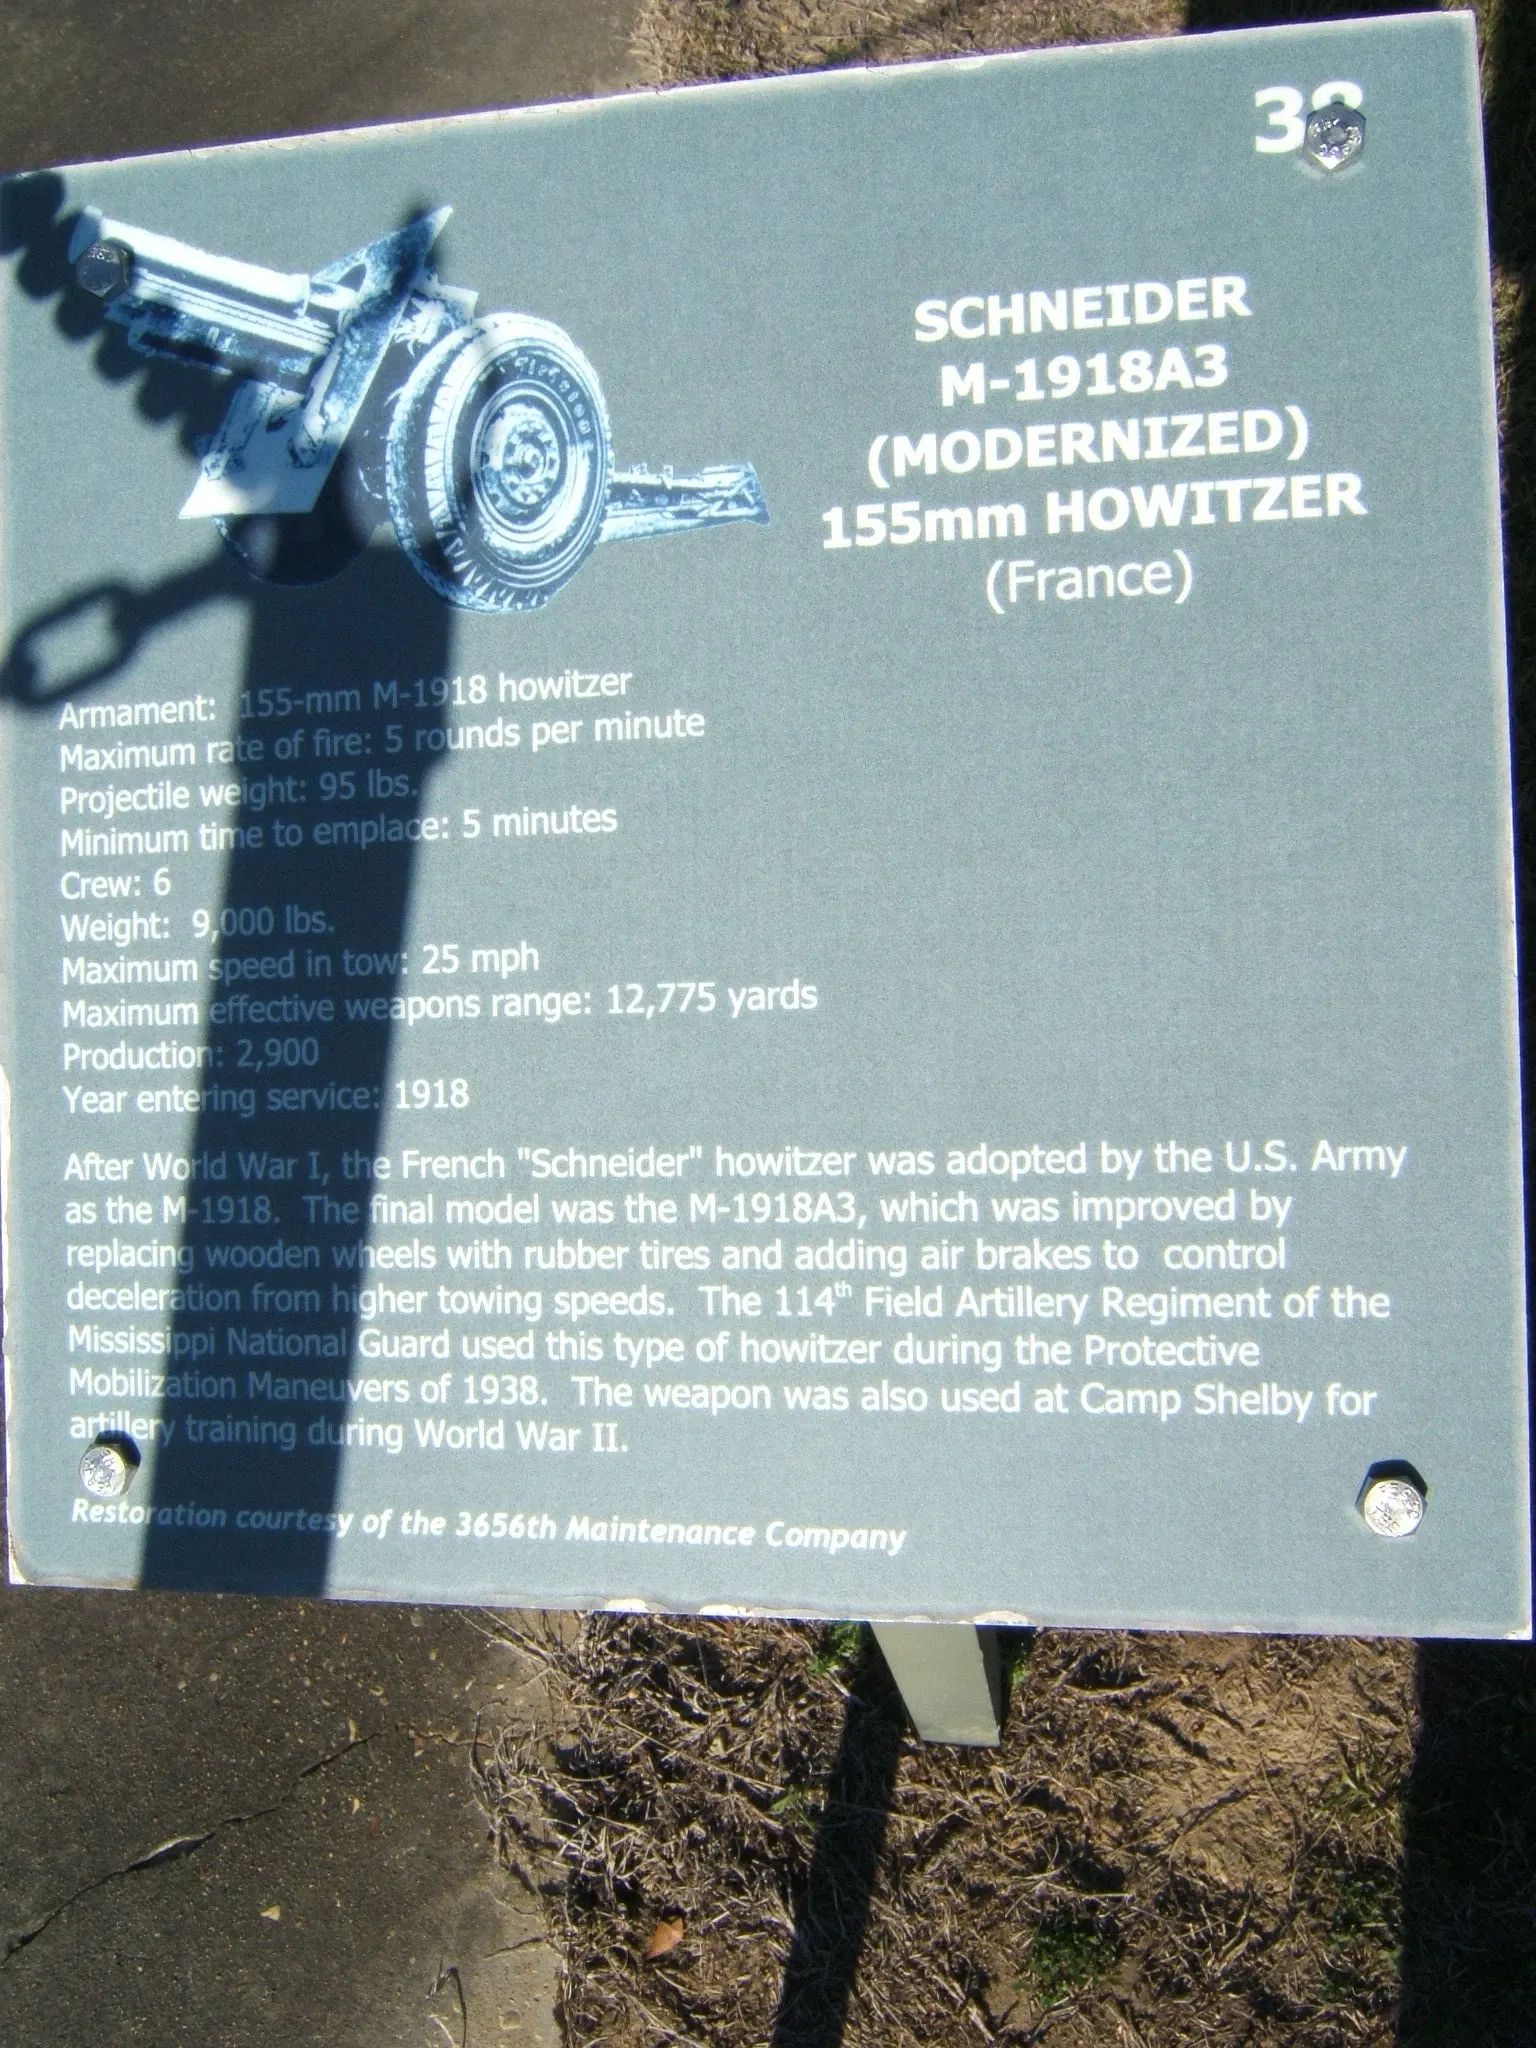 SCHNEIDER
M-1918A3
(MODERNIZED)
155mm HOWITZER
(France)
Armament:  155-mm M-1918 howitzer
Maximum rate of fire: 5 rounds per minute
Projectile weight: 95 lbs.
Minimum time to emplace: 5 minutes
Crew: 6
Weight:  9,000 lbs.
Maximum speed in tow: 25 mph
Maximum effective weapons range: 12,775 yards
Production: 2,900
Year entering service: 1918
After World War I, the French "Schneider" howitzer was adopted by the U.S. Army
as the M-1918.  The final model was the M-1918A3, which was improved by
replacing wooden wheels with rubber tires and adding air brakes to  control
deceleration from higher towing speeds.  The 114th Field Artillery Regiment of the
Mississippi National Guard used this type of howitzer during the Protective
Mobilization Maneuvers of 1938.  The weapon was also used at Camp Shelby for
artillery training during World War II.
Restoration courtesy of the 3656th Maintenance Company